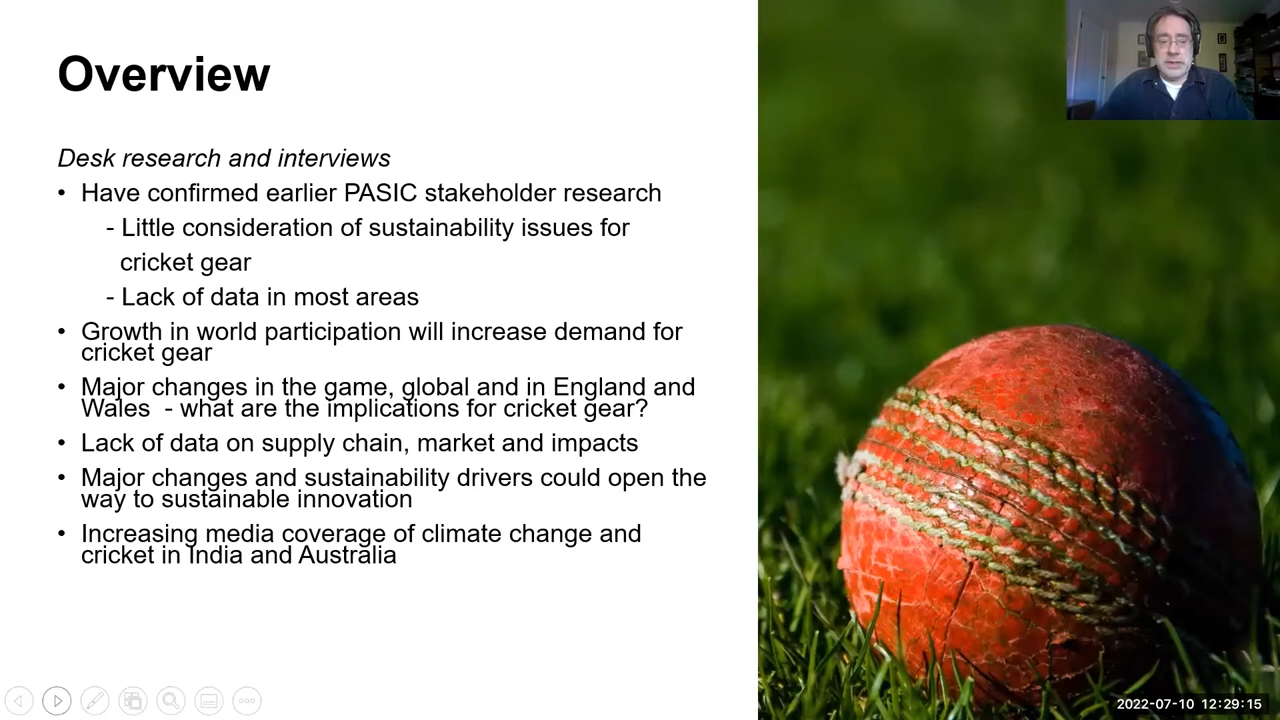 Overview
Desk research and interviews
• Have confirmed earlier PASIC stakeholder research
- Little consideration of sustainability issues for
cricket gear
- Lack of data in most areas
• Growth in world participation will increase demand for
cricket gear
• Major changes in the game, global and in England and
Wales  - what are the implications for cricket gear?
• Lack of data on supply chain, market and impacts
• Major changes and sustainability drivers could open the
way to sustainable innovation
• Increasing media coverage of climate change and
cricket in India and Australia
2022-07-10 12:29:15